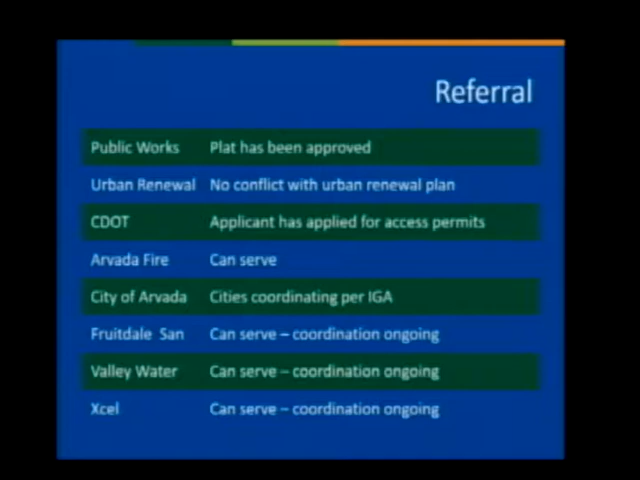 Referral
Public Works Plat has been approved
Urban Renewal No conflict with urban renewal plan
CDOT Applicant has applied for access permits
Arvada Fire Can serve
City of Arvada Cities coordinating per IGA
Fruitdale San Can serve – coordination ongoing
Valley Water Can serve – coordination ongoing
Xcel Can serve – coordination ongoing